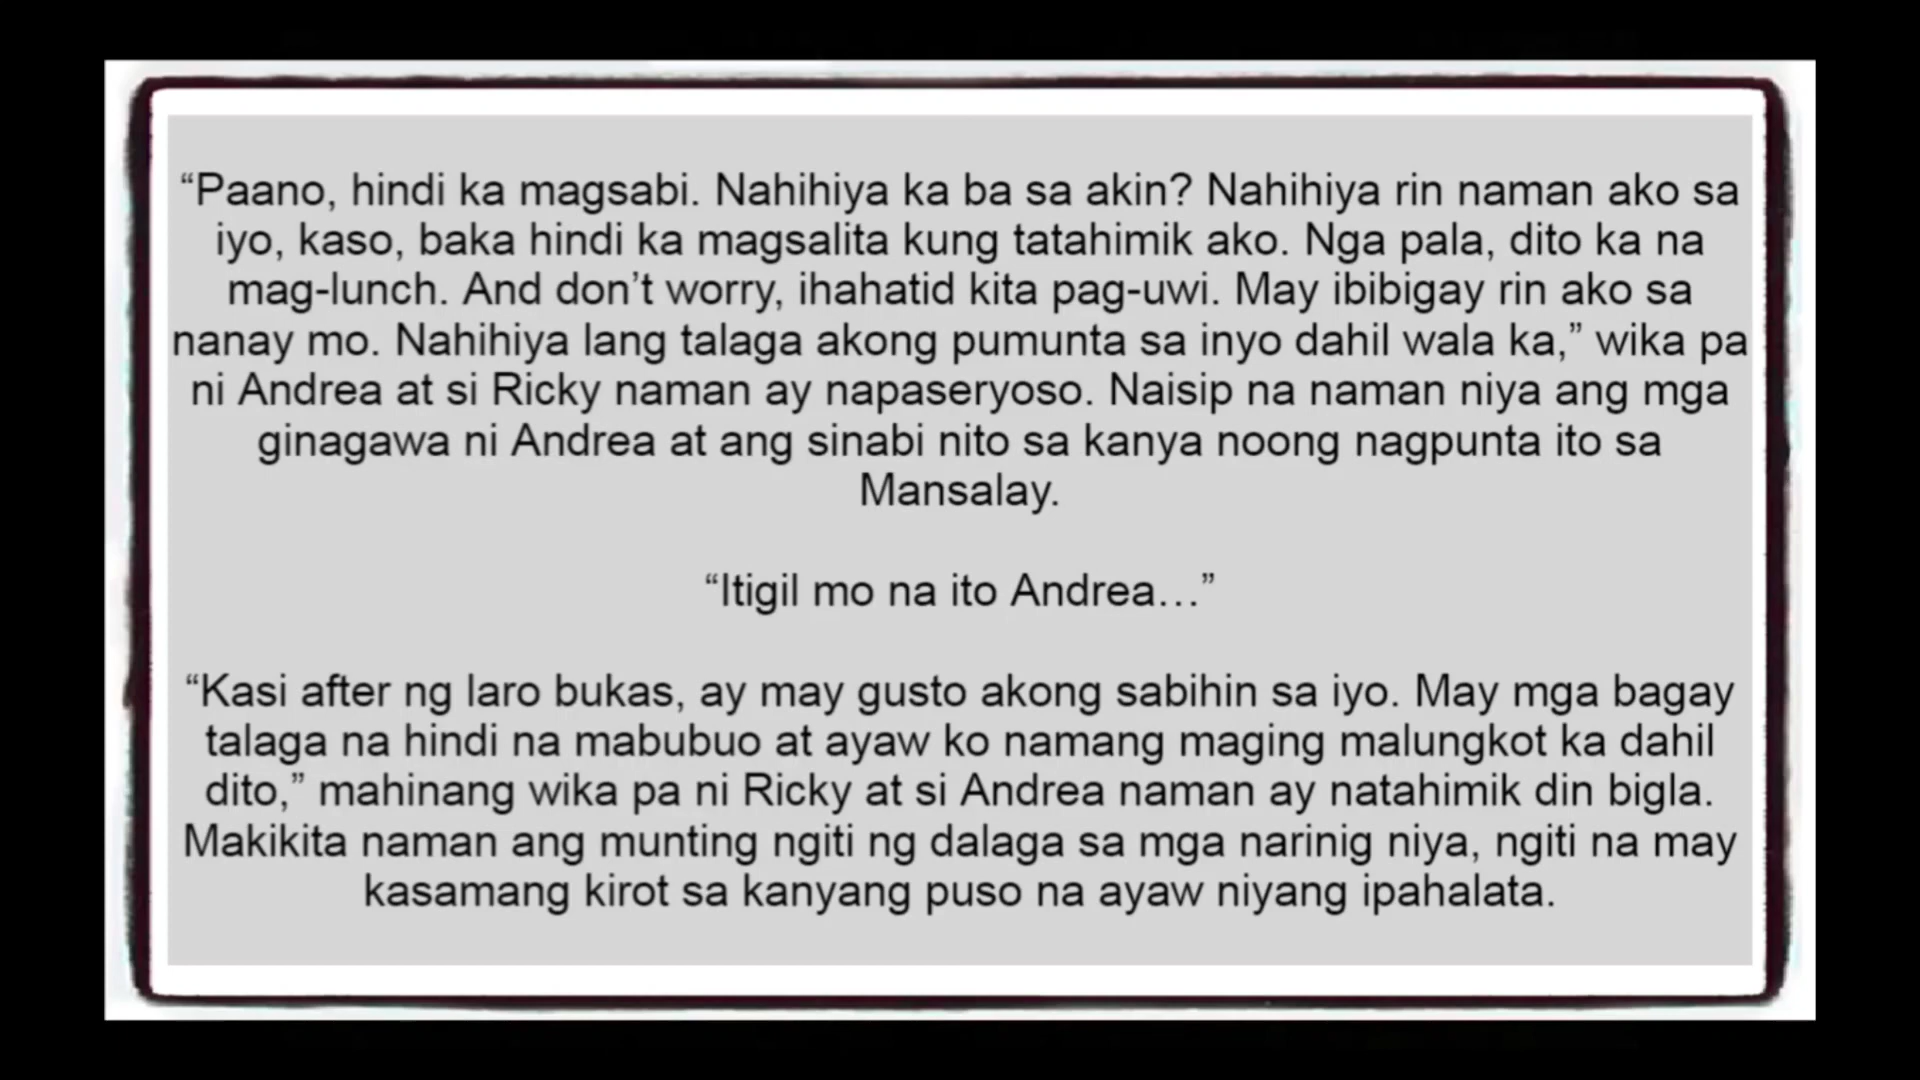 “Paano, hindi ka magsabi. Nahihiya ka ba sa akin? Nahihiya rin naman ako sa
iyo, kaso, baka hindi ka magsalita kung tatahimik ako. Nga pala, dito ka na
mag-lunch. And don’t worry, ihahatid kita pag-uwi. May ibibigay rin ako sa
nanay mo. Nahihiya lang talaga akong pumunta sa inyo dahil wala ka,” wika pa
ni Andrea at si Ricky naman ay napaseryoso. Naisip na naman niya ang mga
ginagawa ni Andrea at ang sinabi nito sa kanya noong nagpunta ito sa
Mansalay.
“Itigil mo na ito Andrea…”
“Kasi after ng laro bukas, ay may gusto akong sabihin sa iyo. May mga bagay
talaga na hindi na mabubuo at ayaw ko namang maging malungkot ka dahil
dito,” mahinang wika pa ni Ricky at si Andrea naman ay natahimik din bigla.
Makikita naman ang munting ngiti ng dalaga sa mga narinig niya, ngiti na may
kasamang kirot sa kanyang puso na ayaw niyang ipahalata.